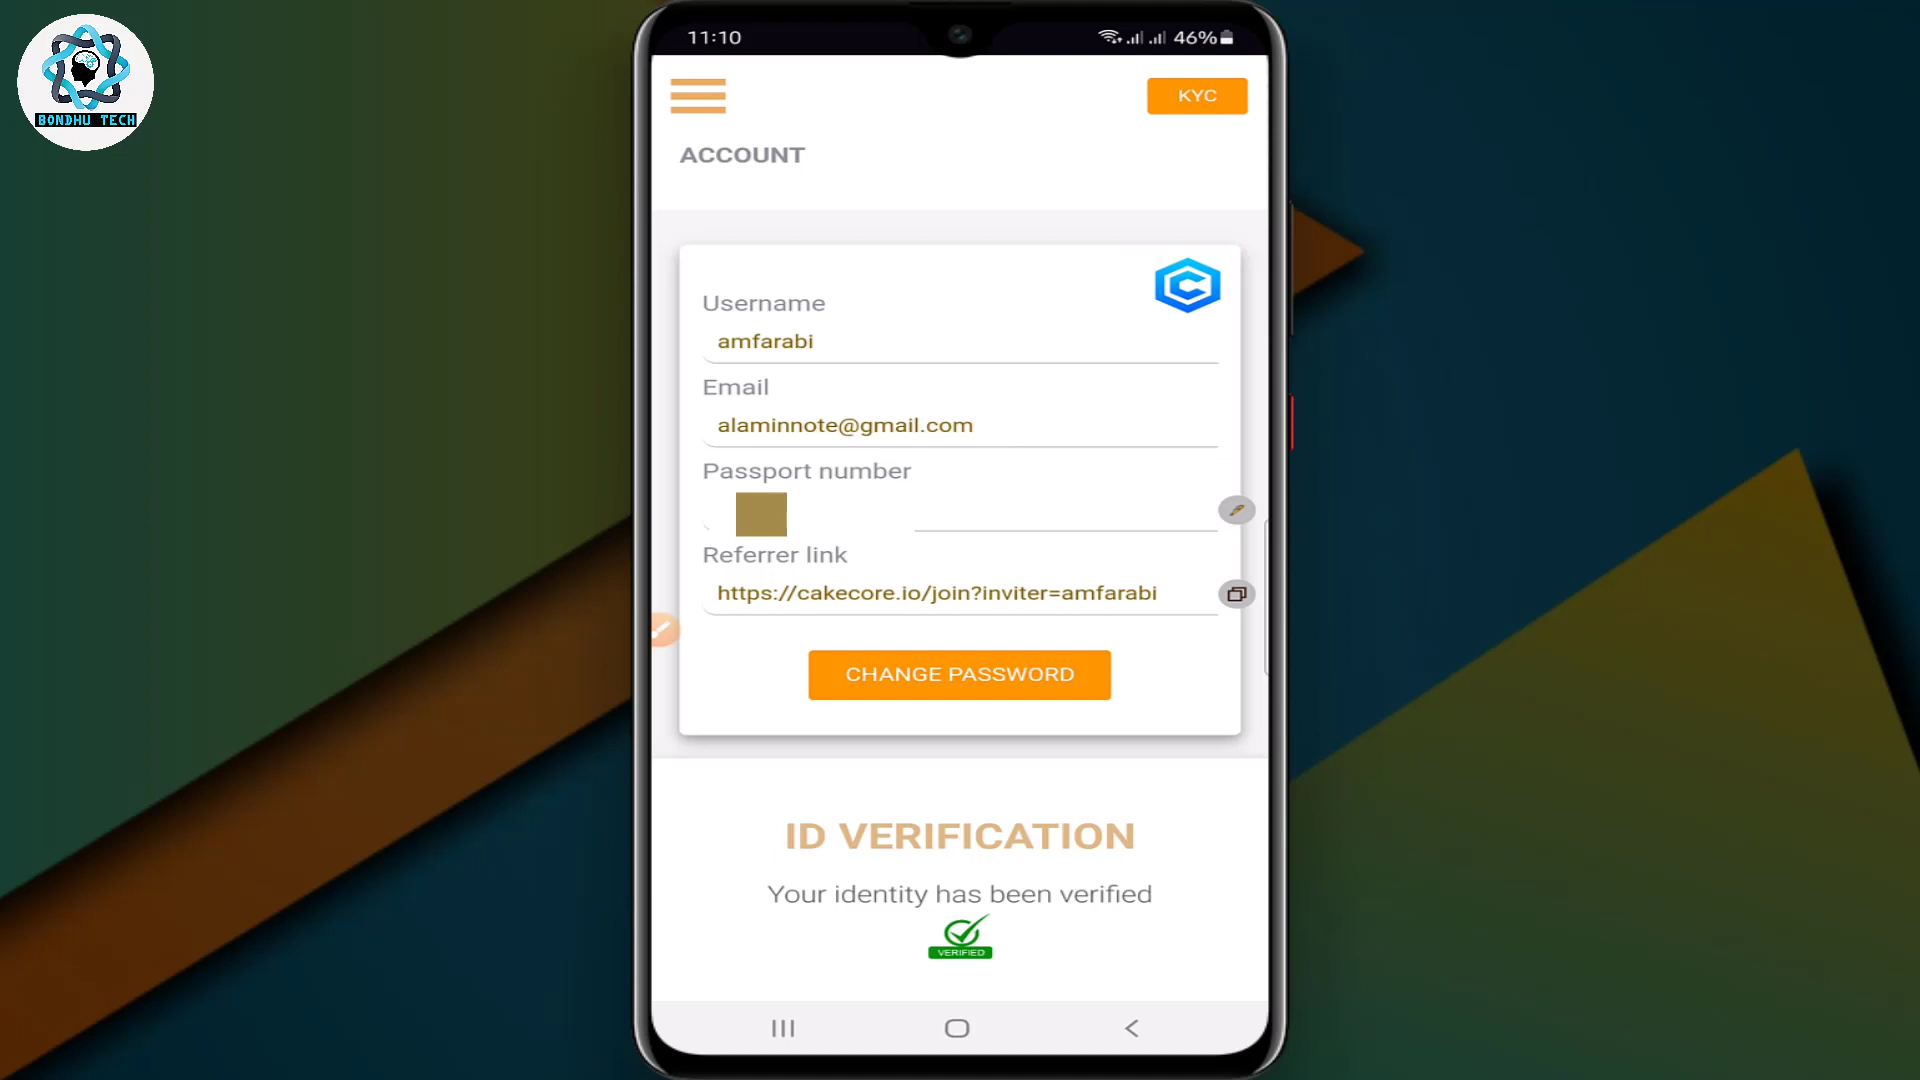 BONDHU TECH
11:10
46%
KYC
ACCOUNT
Username
amfarabi
Email
alaminnote@gmail.com
Passport number
Referrer link
https://cakecore.io/join?inviter=amfarabi
CHANGE PASSWORD
ID VERIFICATION
Your identity has been verified
VERIFIED